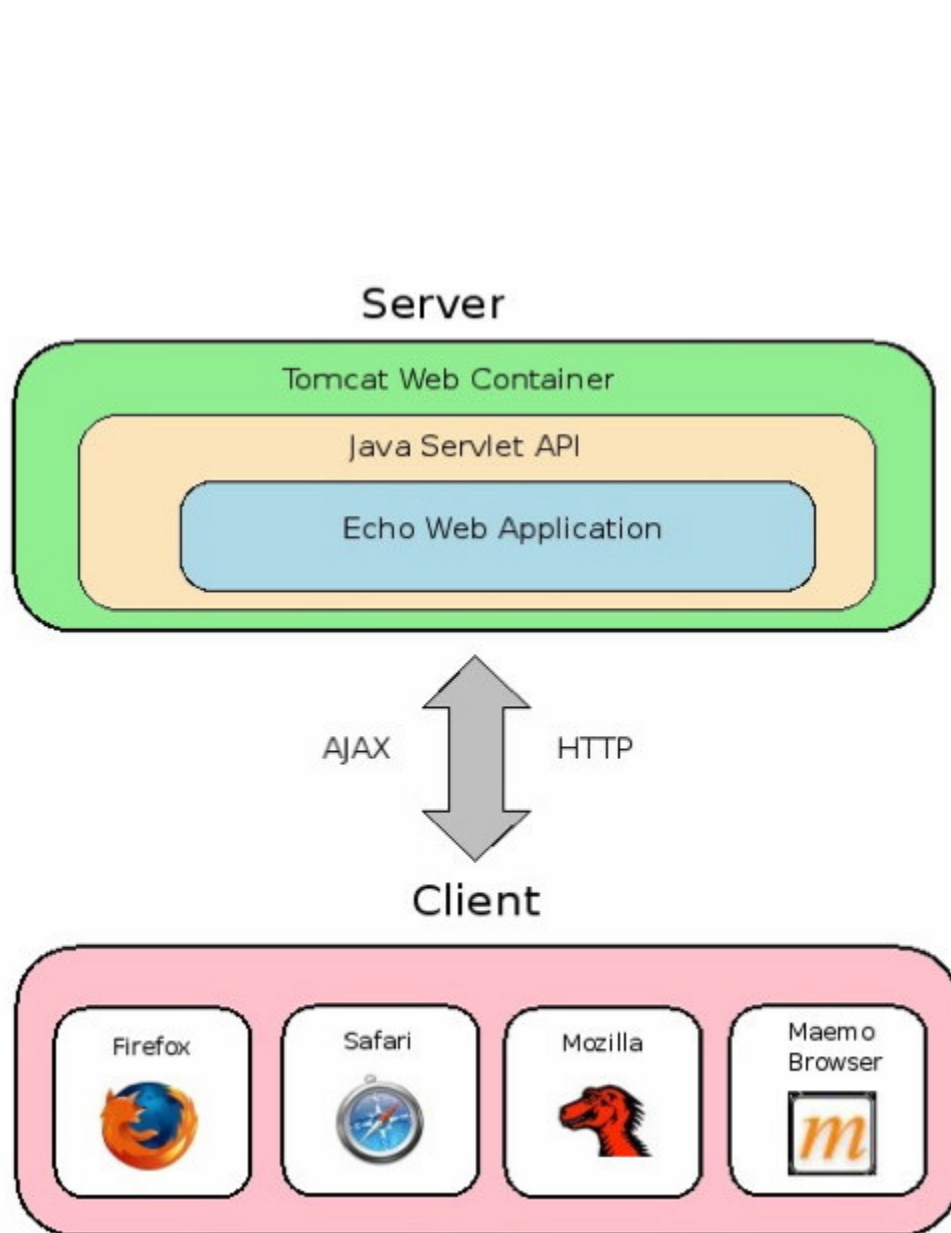 Server
Tomcat Web Container
Java Servlet API
Echo Web Application
AJAX
HTTP
Client
Firefox
Safari
Mozilla
Maemo
Browser
m